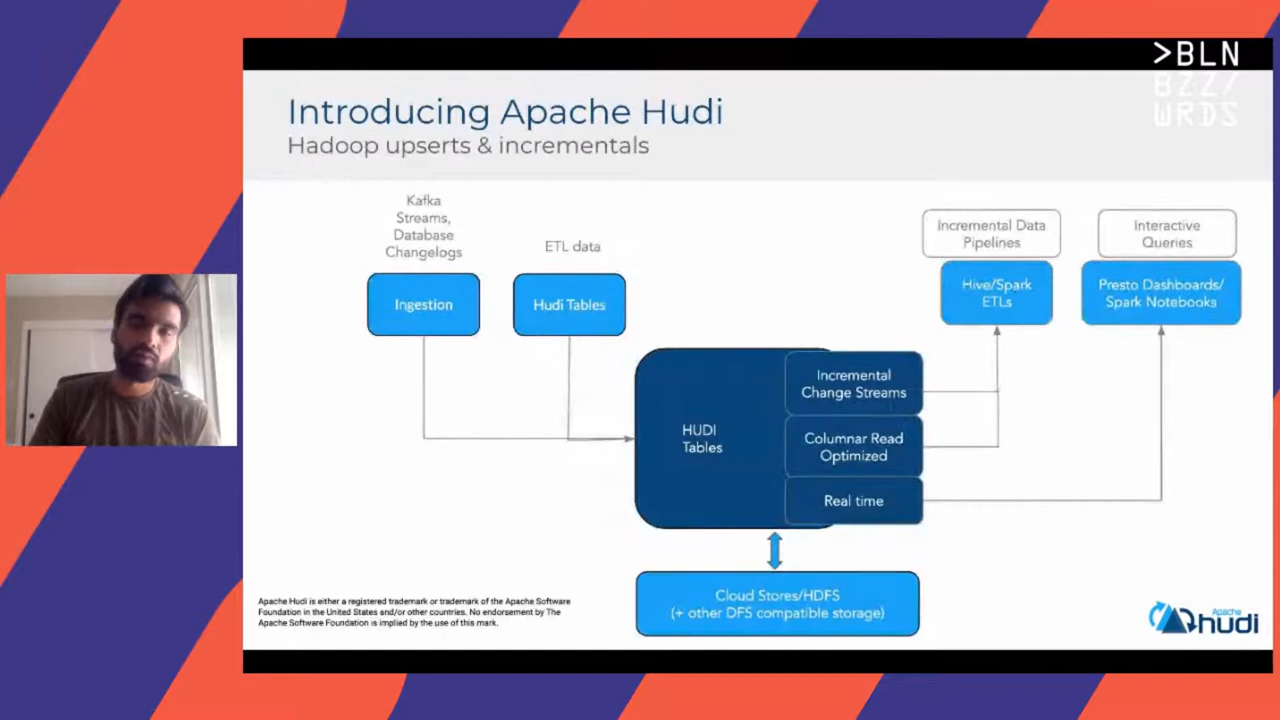 >BLN
BZZ/
WRDS
Introducing Apache Hudi
Hadoop upserts & incrementals
Kafka
Streams,
Database
Changelogs
ETL data
Ingestion
Hudi Tables
Incremental Data
Pipelines
Interactive
Queries
Hive/Spark
ETLs
Presto Dashboards/
Spark Notebooks
HUDI
Tables
Incremental
Change Streams
Columnar Read
Optimized
Real time
Cloud Stores/HDFS
(+ other DFS compatible storage)
Apache Hudi is either a registered trademark or trademark of the Apache Software
Foundation in the United States and/or other countries. No endorsement by The
Apache Software Foundation is implied by the use of this mark.
Apache
hudi